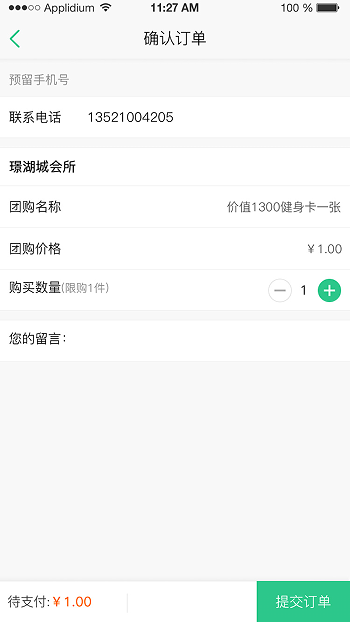 Applidium 11:27 AM 100 %
确认订单
预留手机号
联系电话 13521004205
璟湖城会所
团购名称 价值1300健身卡一张
团购价格 ￥1.00
购买数量(限购1件) 1
您的留言：
待支付:￥1.00 提交订单